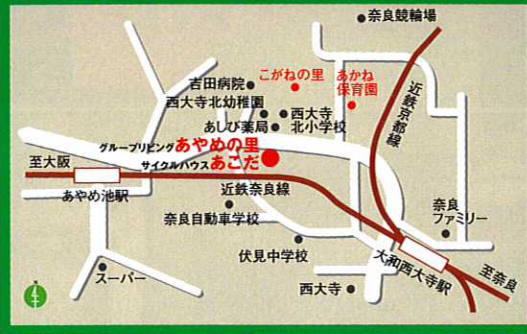 奈良競輪場
吉田病院
こがねの里
あかね
保育園
西大寺北幼稚園
西大寺
北小学校
あしび薬局
近鉄京都線
グループリビングあやめの里
サイクルハウスあこだ
至大阪
あやめ池駅
近鉄奈良線
奈良自動車学校
奈良
ファミリー
伏見中学校
大和西大寺駅
至奈良
スーパー
西大寺